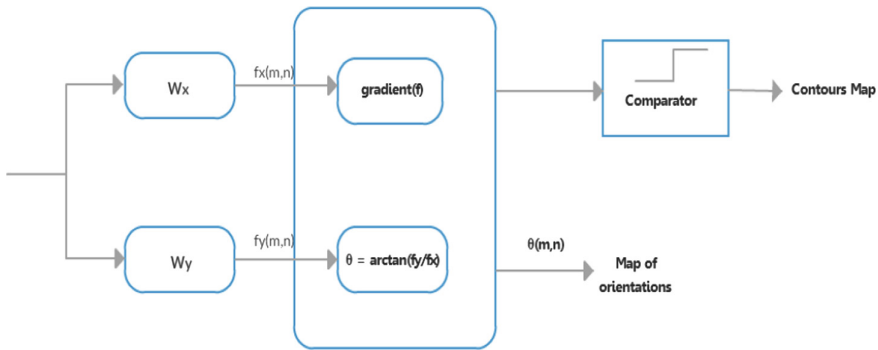 Wx
fx(m,n)
gradient(f)
Comparator
Contours Map
Wy
fy(m,n)
θ = arctan(fy/fx)
θ(m,n)
Map of
orientations